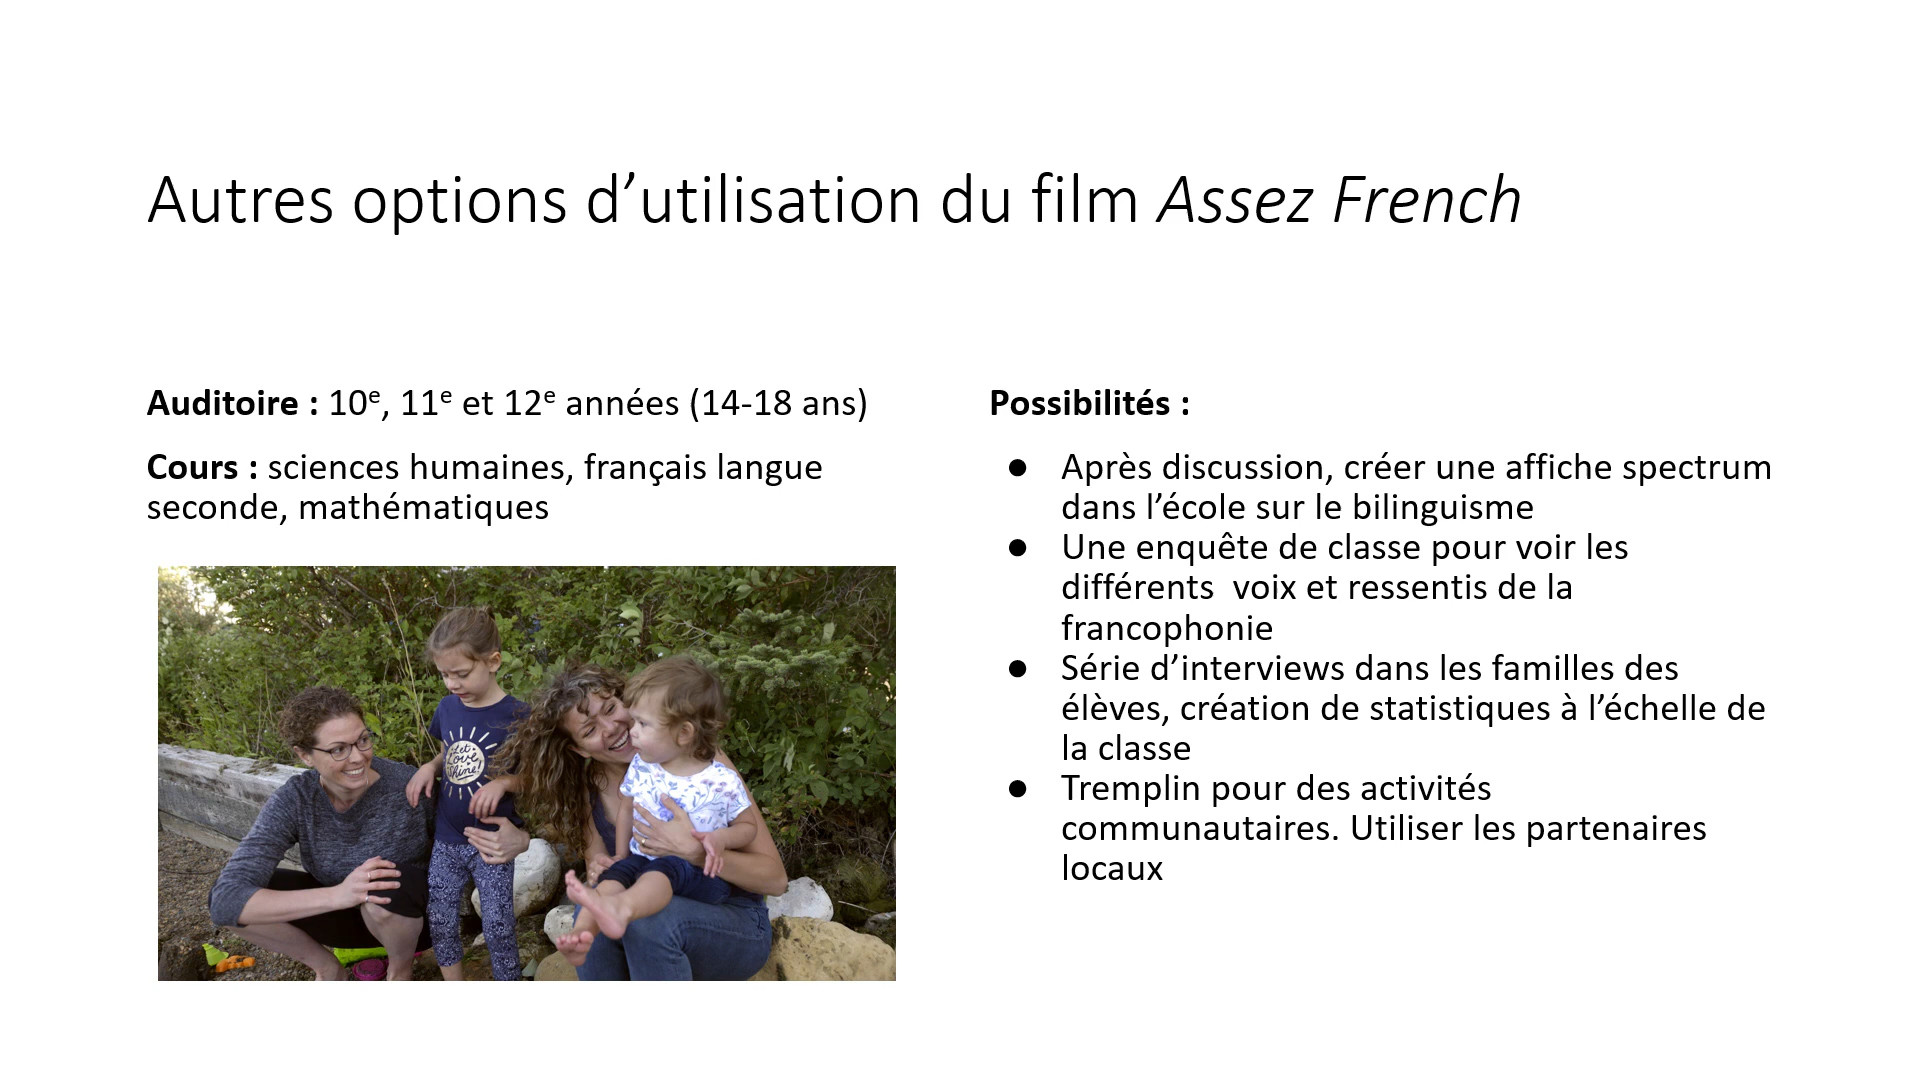 Autres options d’utilisation du film Assez French
Auditoire : 10e, 11e et 12e années (14-18 ans)
Cours : sciences humaines, français langue
seconde, mathématiques
Let
Love
Shine!
Possibilités :
● Après discussion, créer une affiche spectrum
dans l’école sur le bilinguisme
● Une enquête de classe pour voir les
différents  voix et ressentis de la
francophonie
● Série d’interviews dans les familles des
élèves, création de statistiques à l’échelle de
la classe
● Tremplin pour des activités
communautaires. Utiliser les partenaires
locaux